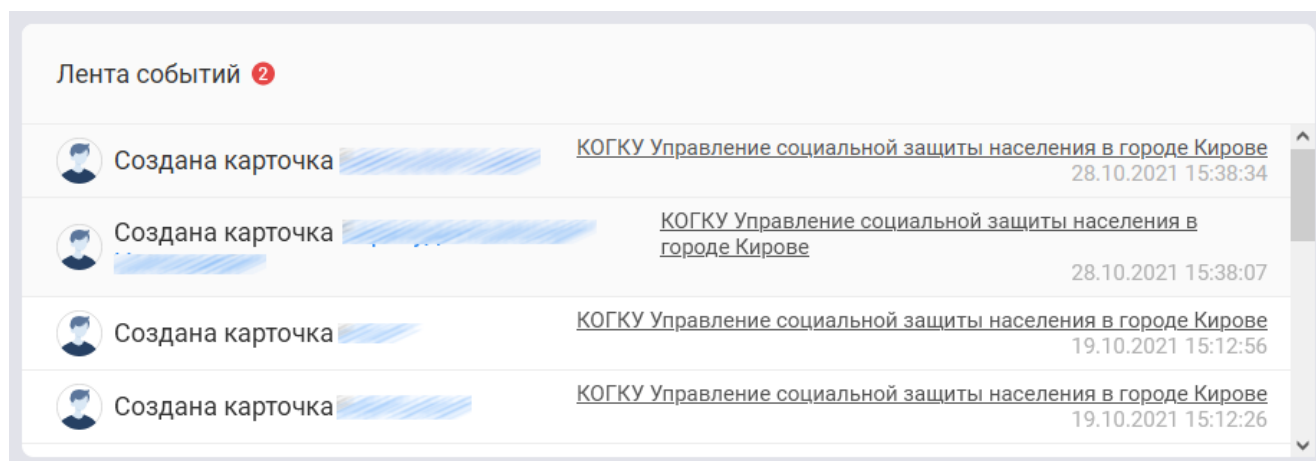 Лента событий 2
Создана карточка
КОГКУ Управление социальной защиты населения в городе Кирове
28.10.2021 15:38:34
Создана карточка
КОГКУ Управление социальной защиты населения в
городе Кирове
28.10.2021 15:38:07
Создана карточка
КОГКУ Управление социальной защиты населения в городе Кирове
19.10.2021 15:12:56
Создана карточка
КОГКУ Управление социальной защиты населения в городе Кирове
19.10.2021 15:12:26